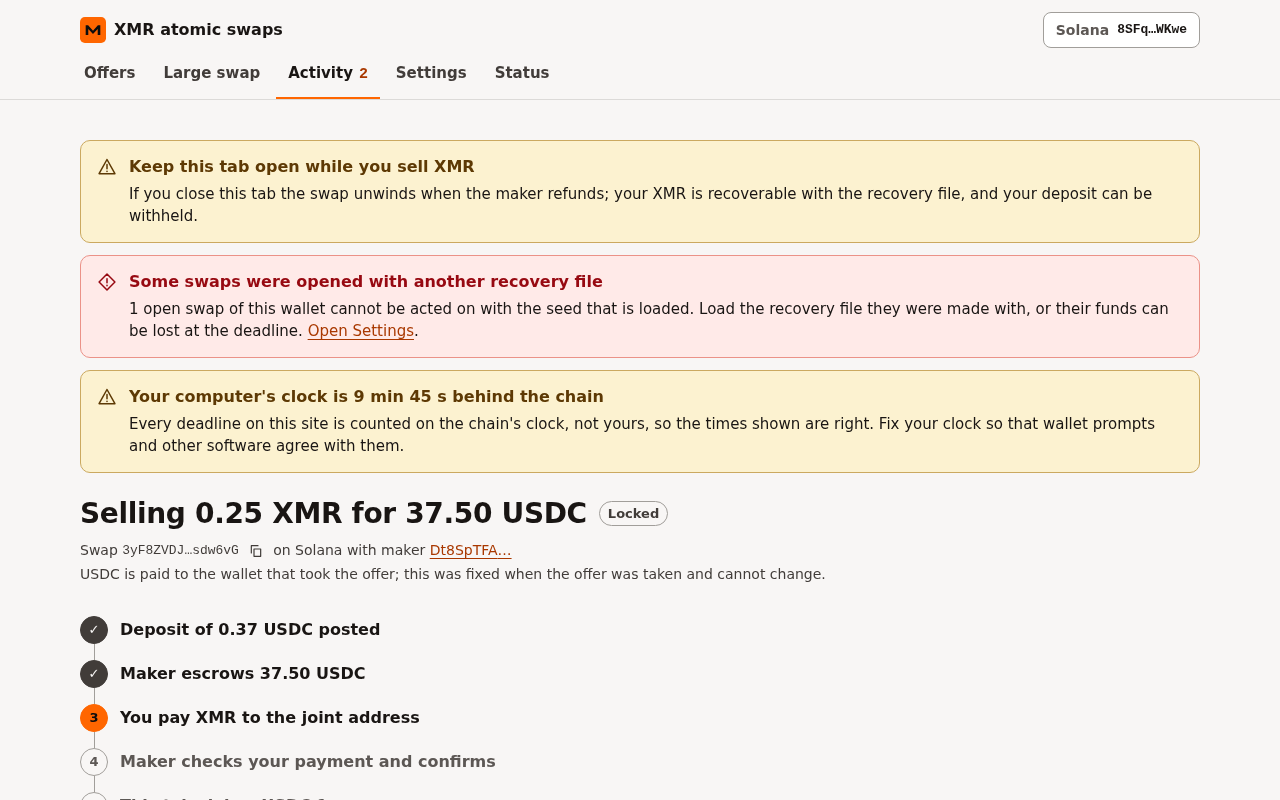 XMR atomic swaps
Solana 8SFq…WKwe
Offers Large swap Activity 2 Settings Status
Keep this tab open while you sell XMR
If you close this tab the swap unwinds when the maker refunds; your XMR is recoverable with the recovery file, and your deposit can be
withheld.
Some swaps were opened with another recovery file
1 open swap of this wallet cannot be acted on with the seed that is loaded. Load the recovery file they were made with, or their funds can
be lost at the deadline. Open Settings.
Your computer's clock is 9 min 45 s behind the chain
Every deadline on this site is counted on the chain's clock, not yours, so the times shown are right. Fix your clock so that wallet prompts
and other software agree with them.
Selling 0.25 XMR for 37.50 USDC Locked
Swap 3yF8ZVDJ…sdw6vG on Solana with maker Dt8SpTFA…
USDC is paid to the wallet that took the offer; this was fixed when the offer was taken and cannot change.
✓ Deposit of 0.37 USDC posted
✓ Maker escrows 37.50 USDC
3 You pay XMR to the joint address
4 Maker checks your payment and confirms